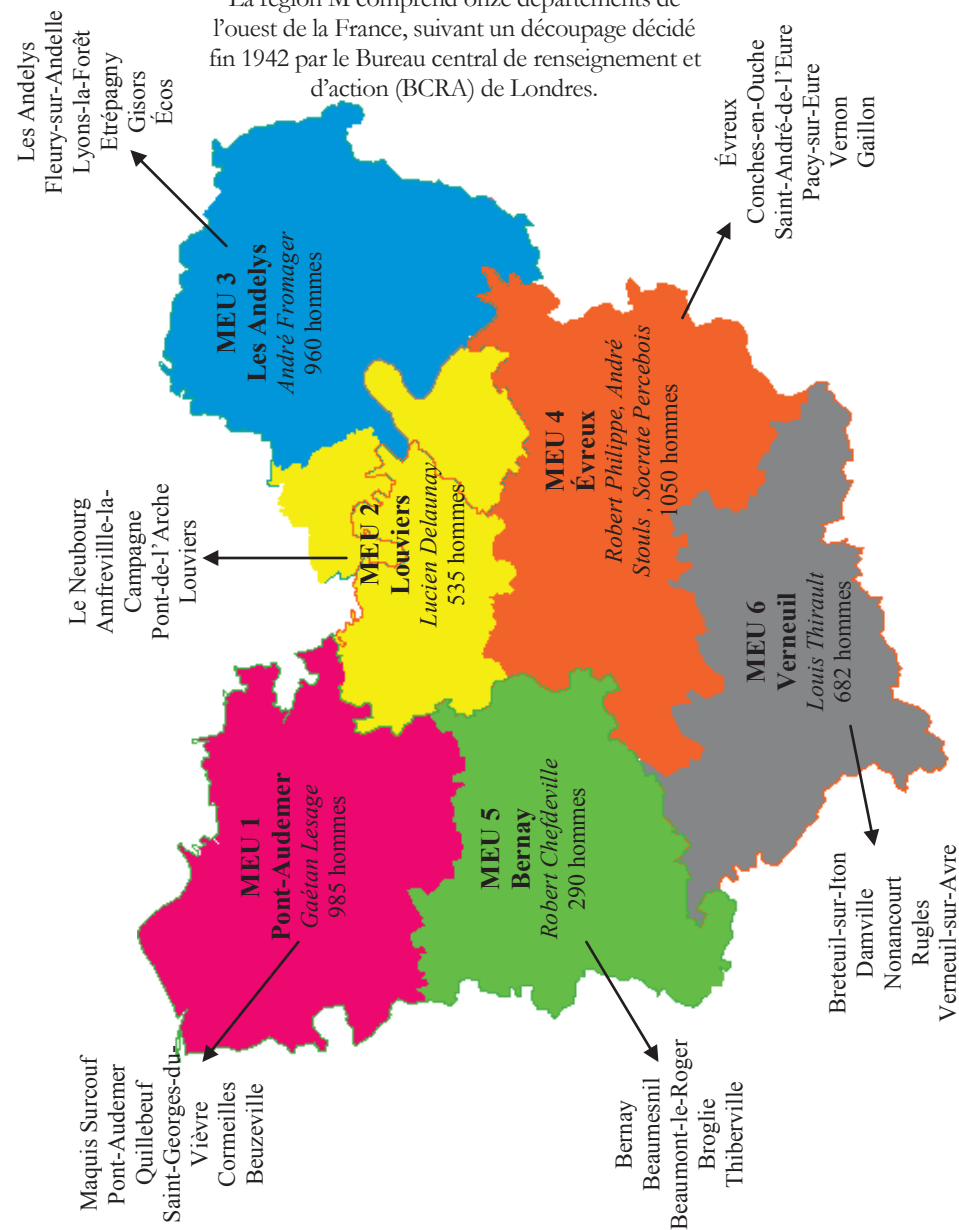 La région M comprend onze départements de
l'ouest de la France, suivant un découpage décidé
fin 1942 par le Bureau central de renseignement et
d'action (BCRA) de Londres.
Maquis Surcouf
Pont-Audemer
Quillebeuf
Saint-Georges-du-
Vièvre
Cormeilles
Beuzeville
MEU 1
Pont-Audemer
Gaétan Lesage
985 hommes
Le Neubourg
Amfrevillle-la-
Campagne
Pont-de-l'Arche
Louviers
MEU 2
Louviers
Lucien Delaunay
535 hommes
Les Andelys
Fleury-sur-Andelle
Lyons-la-Forêt
Etrépagny
Gisors
Écos
MEU 3
Les Andelys
André Fromager
960 hommes
MEU 4
Évreux
Robert Philippe, André
Stouls , Socrate Percebois
1050 hommes
Évreux
Conches-en-Ouche
Saint-André-de-l'Eure
Pacy-sur-Eure
Vernon
Gaillon
MEU 5
Bernay
Robert Chefdeville
290 hommes
Bernay
Beaumesnil
Beaumont-le-Roger
Broglie
Thiberville
MEU 6
Verneuil
Louis Thirault
682 hommes
Breteuil-sur-Iton
Damville
Nonancourt
Rugles
Verneuil-sur-Avre